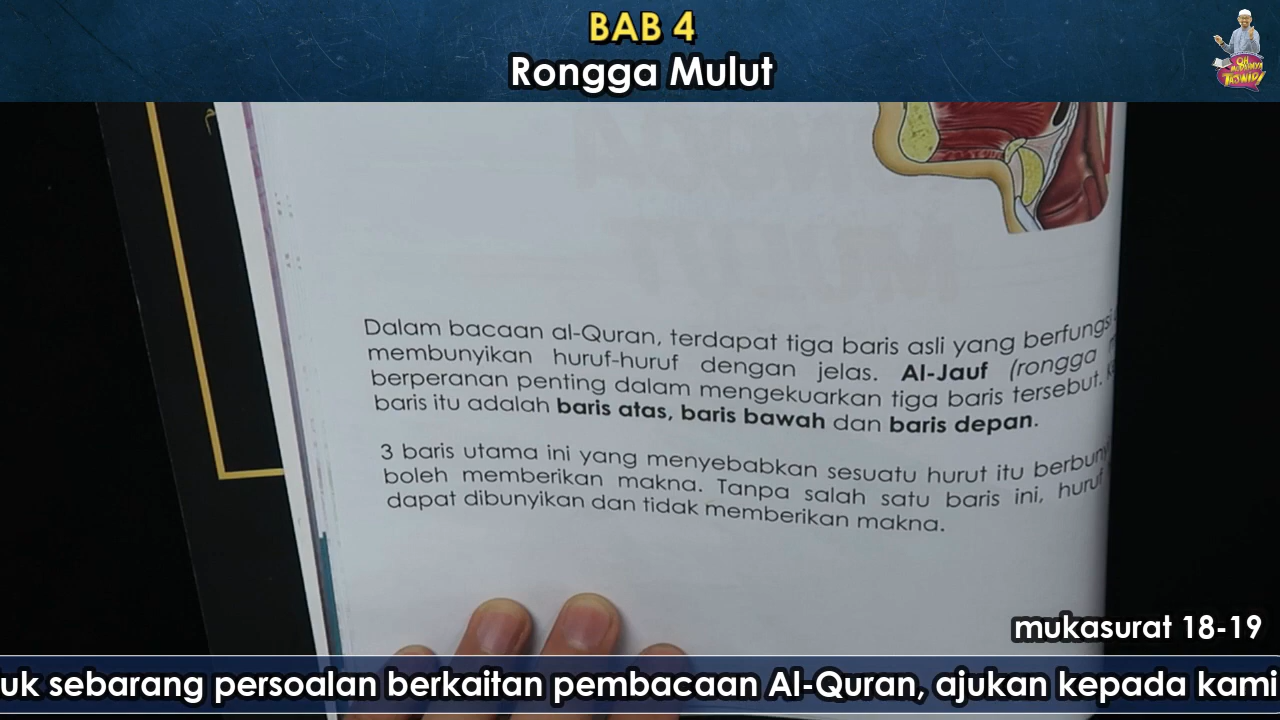 BAB 4
Rongga Mulut
OH MUDAHNYA TAJWID!
Dalam bacaan al-Quran, terdapat tiga baris asli yang berfungsi
membunyikan huruf-huruf dengan jelas. Al-Jauf (rongga
berperanan penting dalam mengekuarkan tiga baris tersebut.
baris itu adalah baris atas, baris bawah dan baris depan.
3 baris utama ini yang menyebabkan sesuatu hurut itu berbuny
boleh memberikan makna. Tanpa salah satu baris ini, huruf
dapat dibunyikan dan tidak memberikan makna.
mukasurat 18-19
uk sebarang persoalan berkaitan pembacaan Al-Quran, ajukan kepada kami